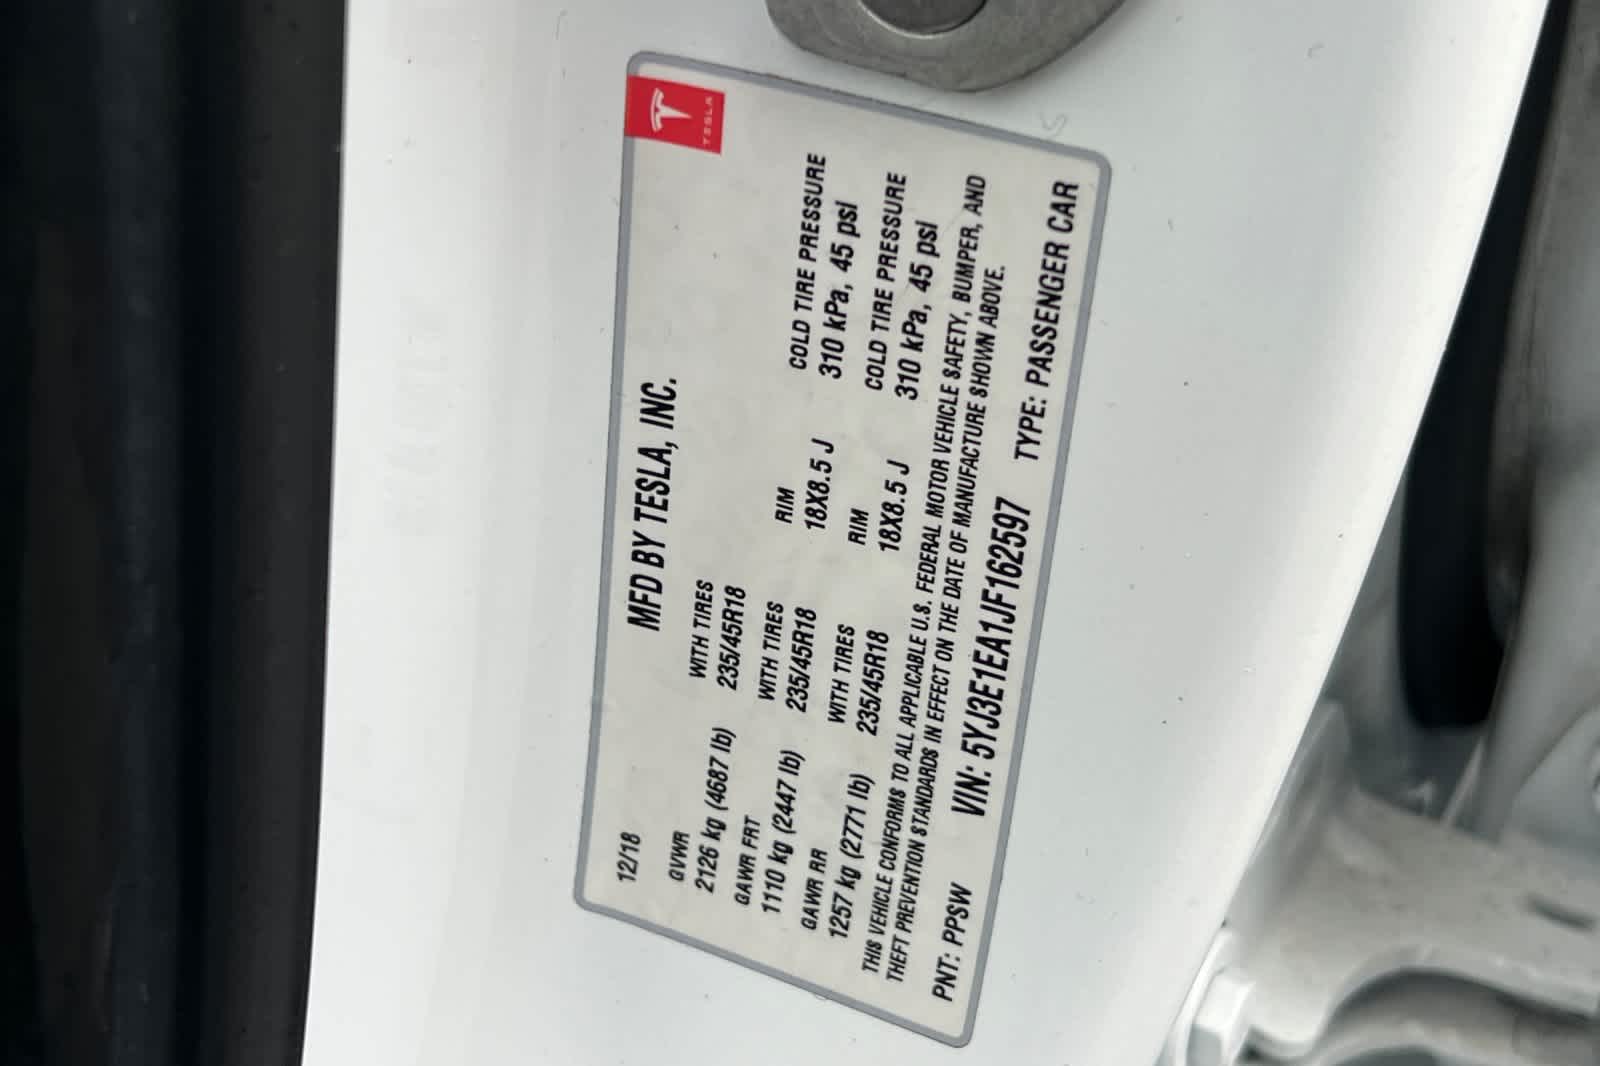 TESLA
12/18 MFD BY TESLA, INC.
GVWR WITH TIRES
2126 kg (4687 lb) 235/45R18
GAWR FRT WITH TIRES RIM COLD TIRE PRESSURE
1110 kg (2447 lb) 235/45R18 18X8.5 J 310 kPa, 45 psI
GAWR RR WITH TIRES RIM COLD TIRE PRESSURE
1257 kg (2771 lb) 235/45R18 18X8.5 J 310 kPa, 45 psI
THIS VEHICLE CONFORMS TO ALL APPLICABLE U.S. FEDERAL MOTOR VEHICLE SAFETY, BUMPER, AND
THEFT PREVENTION STANDARDS IN EFFECT ON THE DATE OF MANUFACTURE SHOWN ABOVE.
PNT: PPSW VIN: 5YJ3E1EA1JF162597 TYPE: PASSENGER CAR